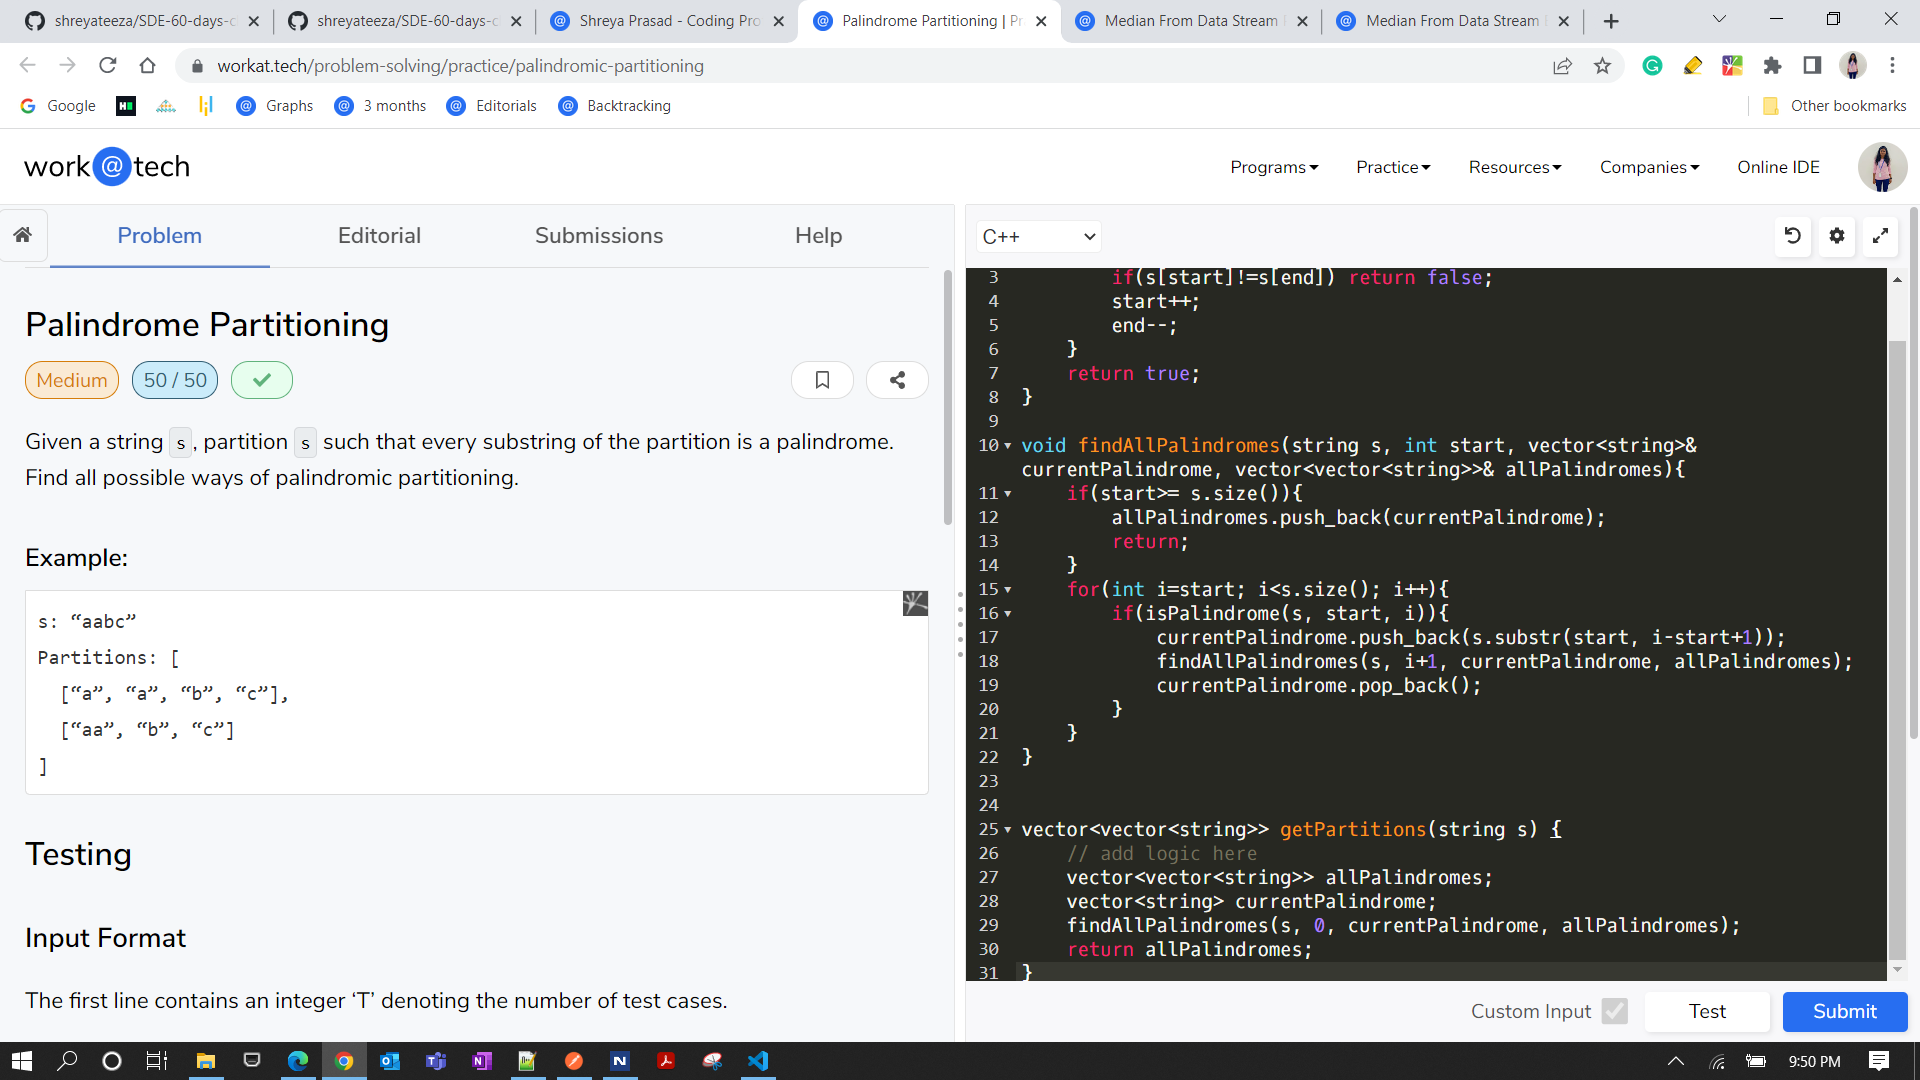 shreyateeza/SDE-60-days-c
shreyateeza/SDE-60-days-c
Shreya Prasad - Coding Pro
Palindrome Partitioning | Pr
Median From Data Stream
Median From Data Stream
workat.tech/problem-solving/practice/palindromic-partitioning
Google
Graphs
3 months
Editorials
Backtracking
Other bookmarks
work@tech
Programs
Practice
Resources
Companies
Online IDE
Problem
Editorial
Submissions
Help
C++
Palindrome Partitioning
Medium
50 / 50
Given a string s, partition s such that every substring of the partition is a palindrome.
Find all possible ways of palindromic partitioning.
Example:
s: “aabc”
Partitions: [
[“a”, “a”, “b”, “c”],
[“aa”, “b”, “c”]
]
Testing
Input Format
The first line contains an integer ‘T’ denoting the number of test cases.
3 if(s[start]!=s[end]) return false;
4 start++;
5 end--;
6 }
7 return true;
8 }
9
10 void findAllPalindromes(string s, int start, vector<string>&
currentPalindrome, vector<vector<string>>& allPalindromes){
11 if(start>= s.size()){
12 allPalindromes.push_back(currentPalindrome);
13 return;
14 }
15 for(int i=start; i<s.size(); i++){
16 if(isPalindrome(s, start, i)){
17 currentPalindrome.push_back(s.substr(start, i-start+1));
18 findAllPalindromes(s, i+1, currentPalindrome, allPalindromes);
19 currentPalindrome.pop_back();
20 }
21 }
22 }
23
24
25 vector<vector<string>> getPartitions(string s) {
26 // add logic here
27 vector<vector<string>> allPalindromes;
28 vector<string> currentPalindrome;
29 findAllPalindromes(s, 0, currentPalindrome, allPalindromes);
30 return allPalindromes;
31 }
Custom Input
Test
Submit
9:50 PM